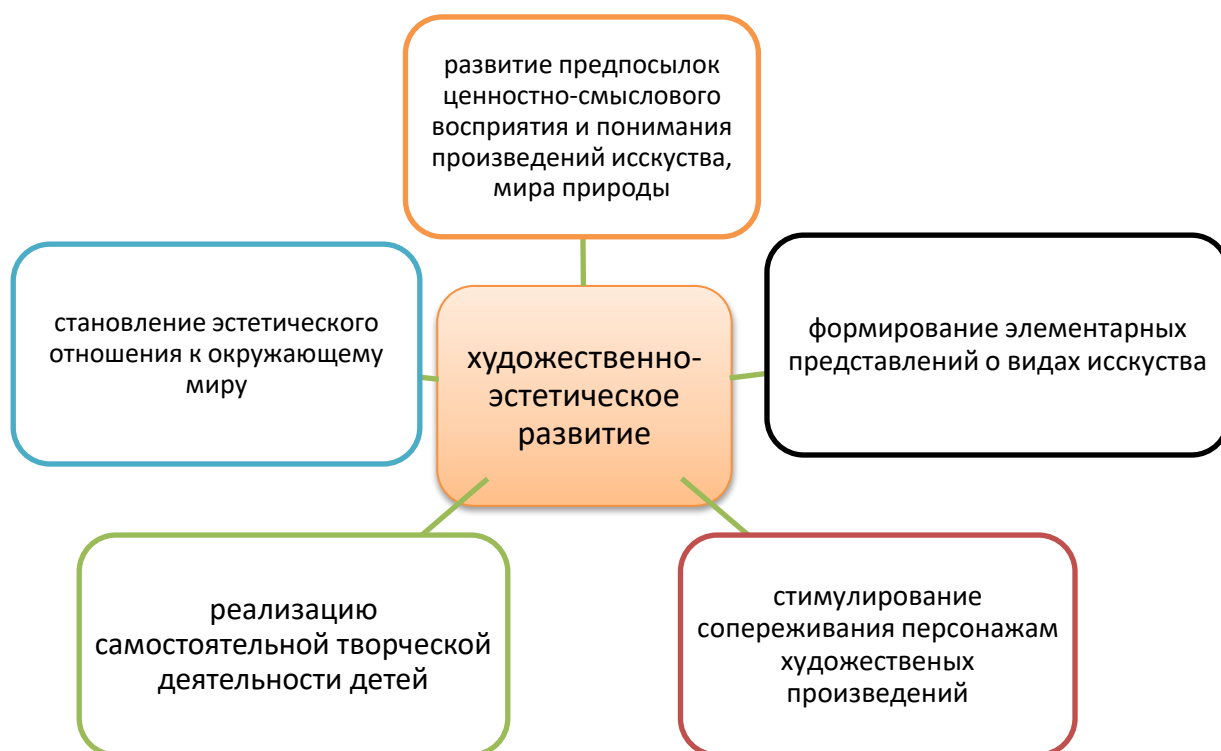 развитие предпосылок
ценностно-смыслового
восприятия и понимания
произведений исскуства,
мира природы
становление эстетического
отношения к окружающему
миру
художественно-
эстетическое
развитие
формирование элементарных
представлений о видах исскуства
реализацию
самостоятельной творческой
деятельности детей
стимулирование
сопереживания персонажам
художественых
произведений